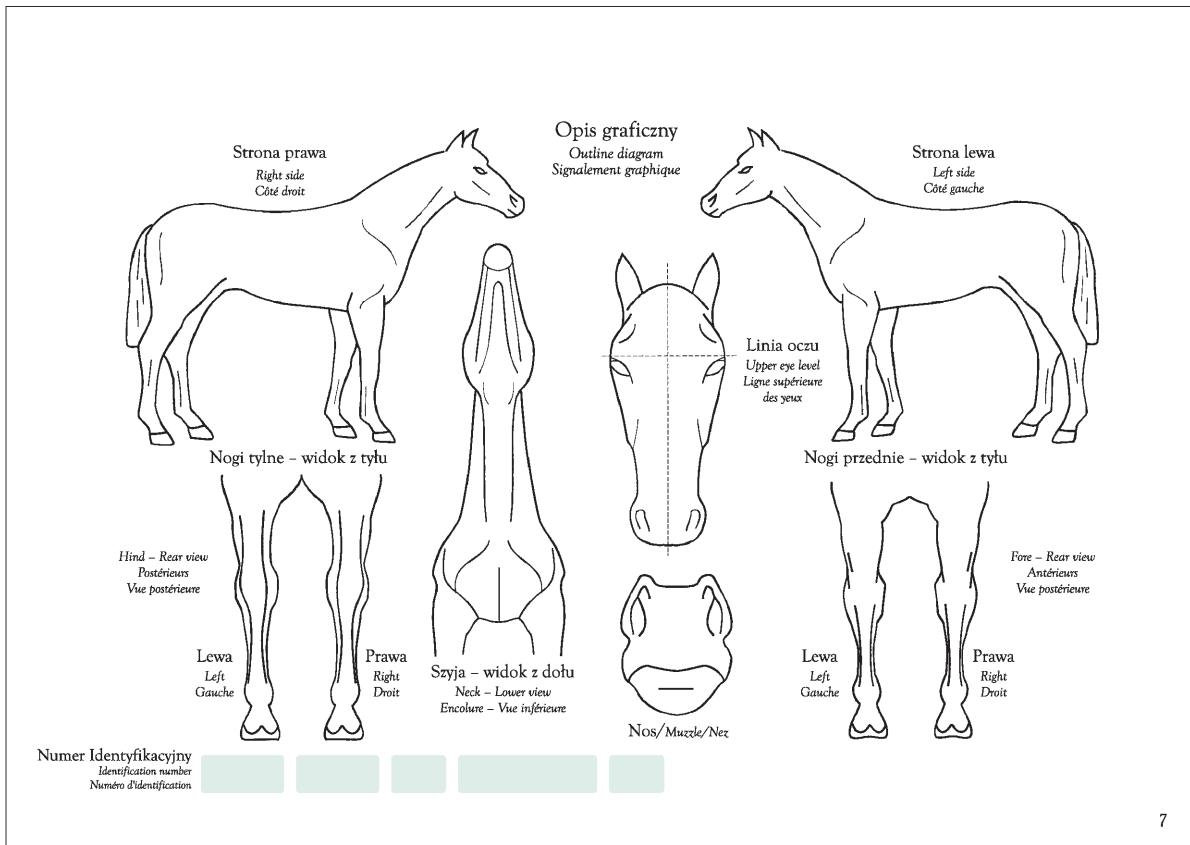 Opis graficzny
Outline diagram
Signalement graphique
Strona prawa
Right side
Côté droit
Strona lewa
Left side
Côté gauche
Linia oczu
Upper eye level
Ligne supérieure
des yeux
Nogi tylne – widok z tyłu
Nogi przednie – widok z tyłu
Hind – Rear view
Postérieurs
Vue postérieure
Fore – Rear view
Antérieurs
Vue postérieure
Lewa
Left
Gauche
Prawa
Right
Droit
Szyja – widok z dołu
Neck – Lower view
Encolure – Vue inférieure
Nos/Muzzle/Nez
Lewa
Left
Gauche
Prawa
Right
Droit
Numer Identyfikacyjny
Identification number
Numéro d'identification
7